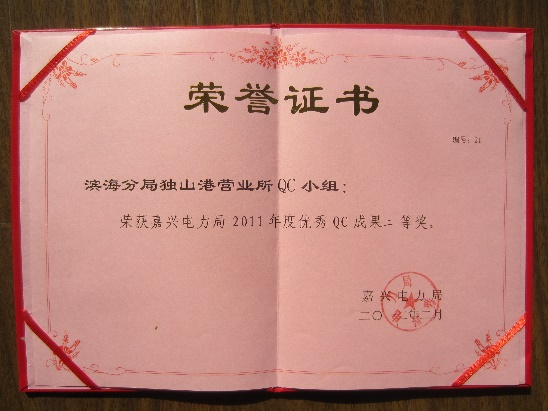 荣誉证书
编号：21
滨海分局独山港营业所QC小组：
荣获嘉兴电力局2011年度优秀QC成果二等奖。
嘉兴电力局
二〇一二年二月